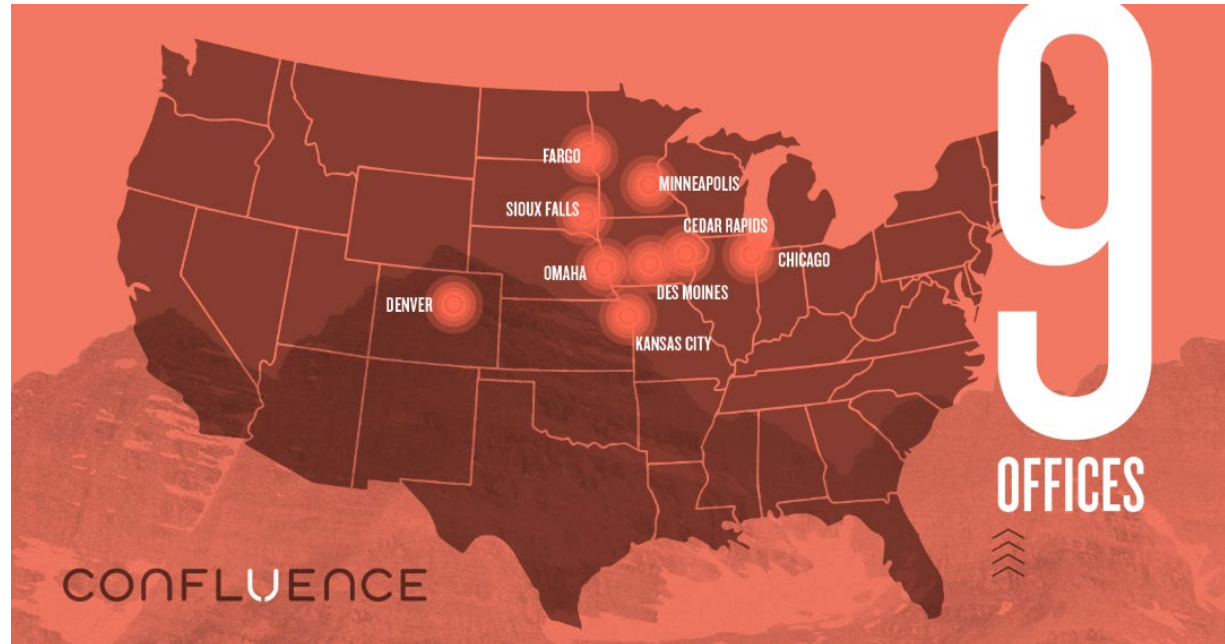 9
OFFICES
FARGO
MINNEAPOLIS
SIOUX FALLS
CEDAR RAPIDS
OMAHA
CHICAGO
DES MOINES
DENVER
KANSAS CITY
CONFLUENCE